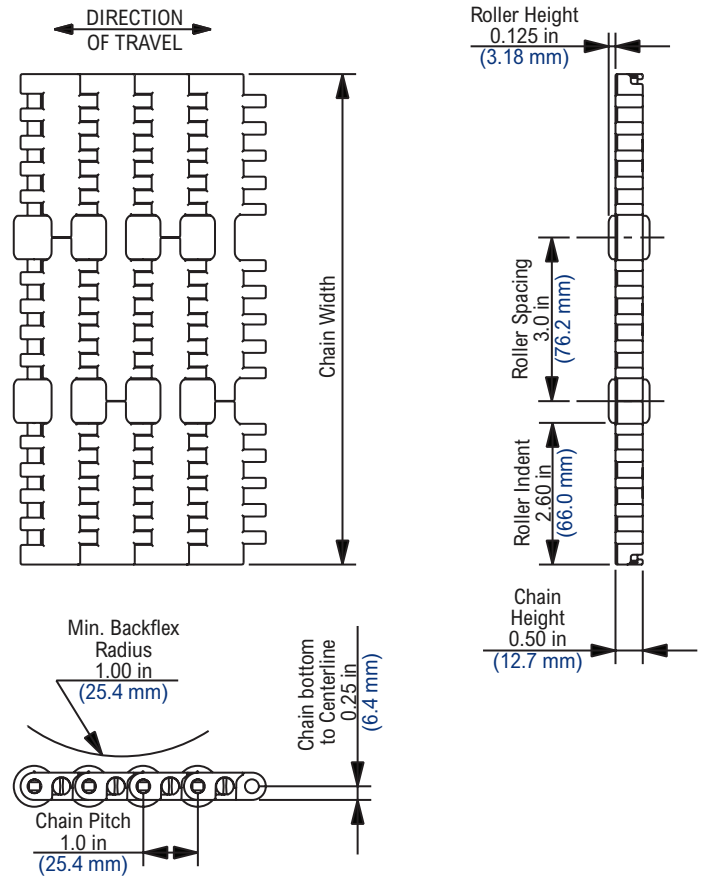 DIRECTION
OF TRAVEL
Roller Height
0.125 in
(3.18 mm)
Chain Width
Roller Spacing
3.0 in
(76.2 mm)
Roller Indent
2.60 in
(66.0 mm)
Chain
Height
0.50 in
(12.7 mm)
Min. Backflex
Radius
1.00 in
(25.4 mm)
Chain bottom
to Centerline
0.25 in
(6.4 mm)
Chain Pitch
1.0 in
(25.4 mm)